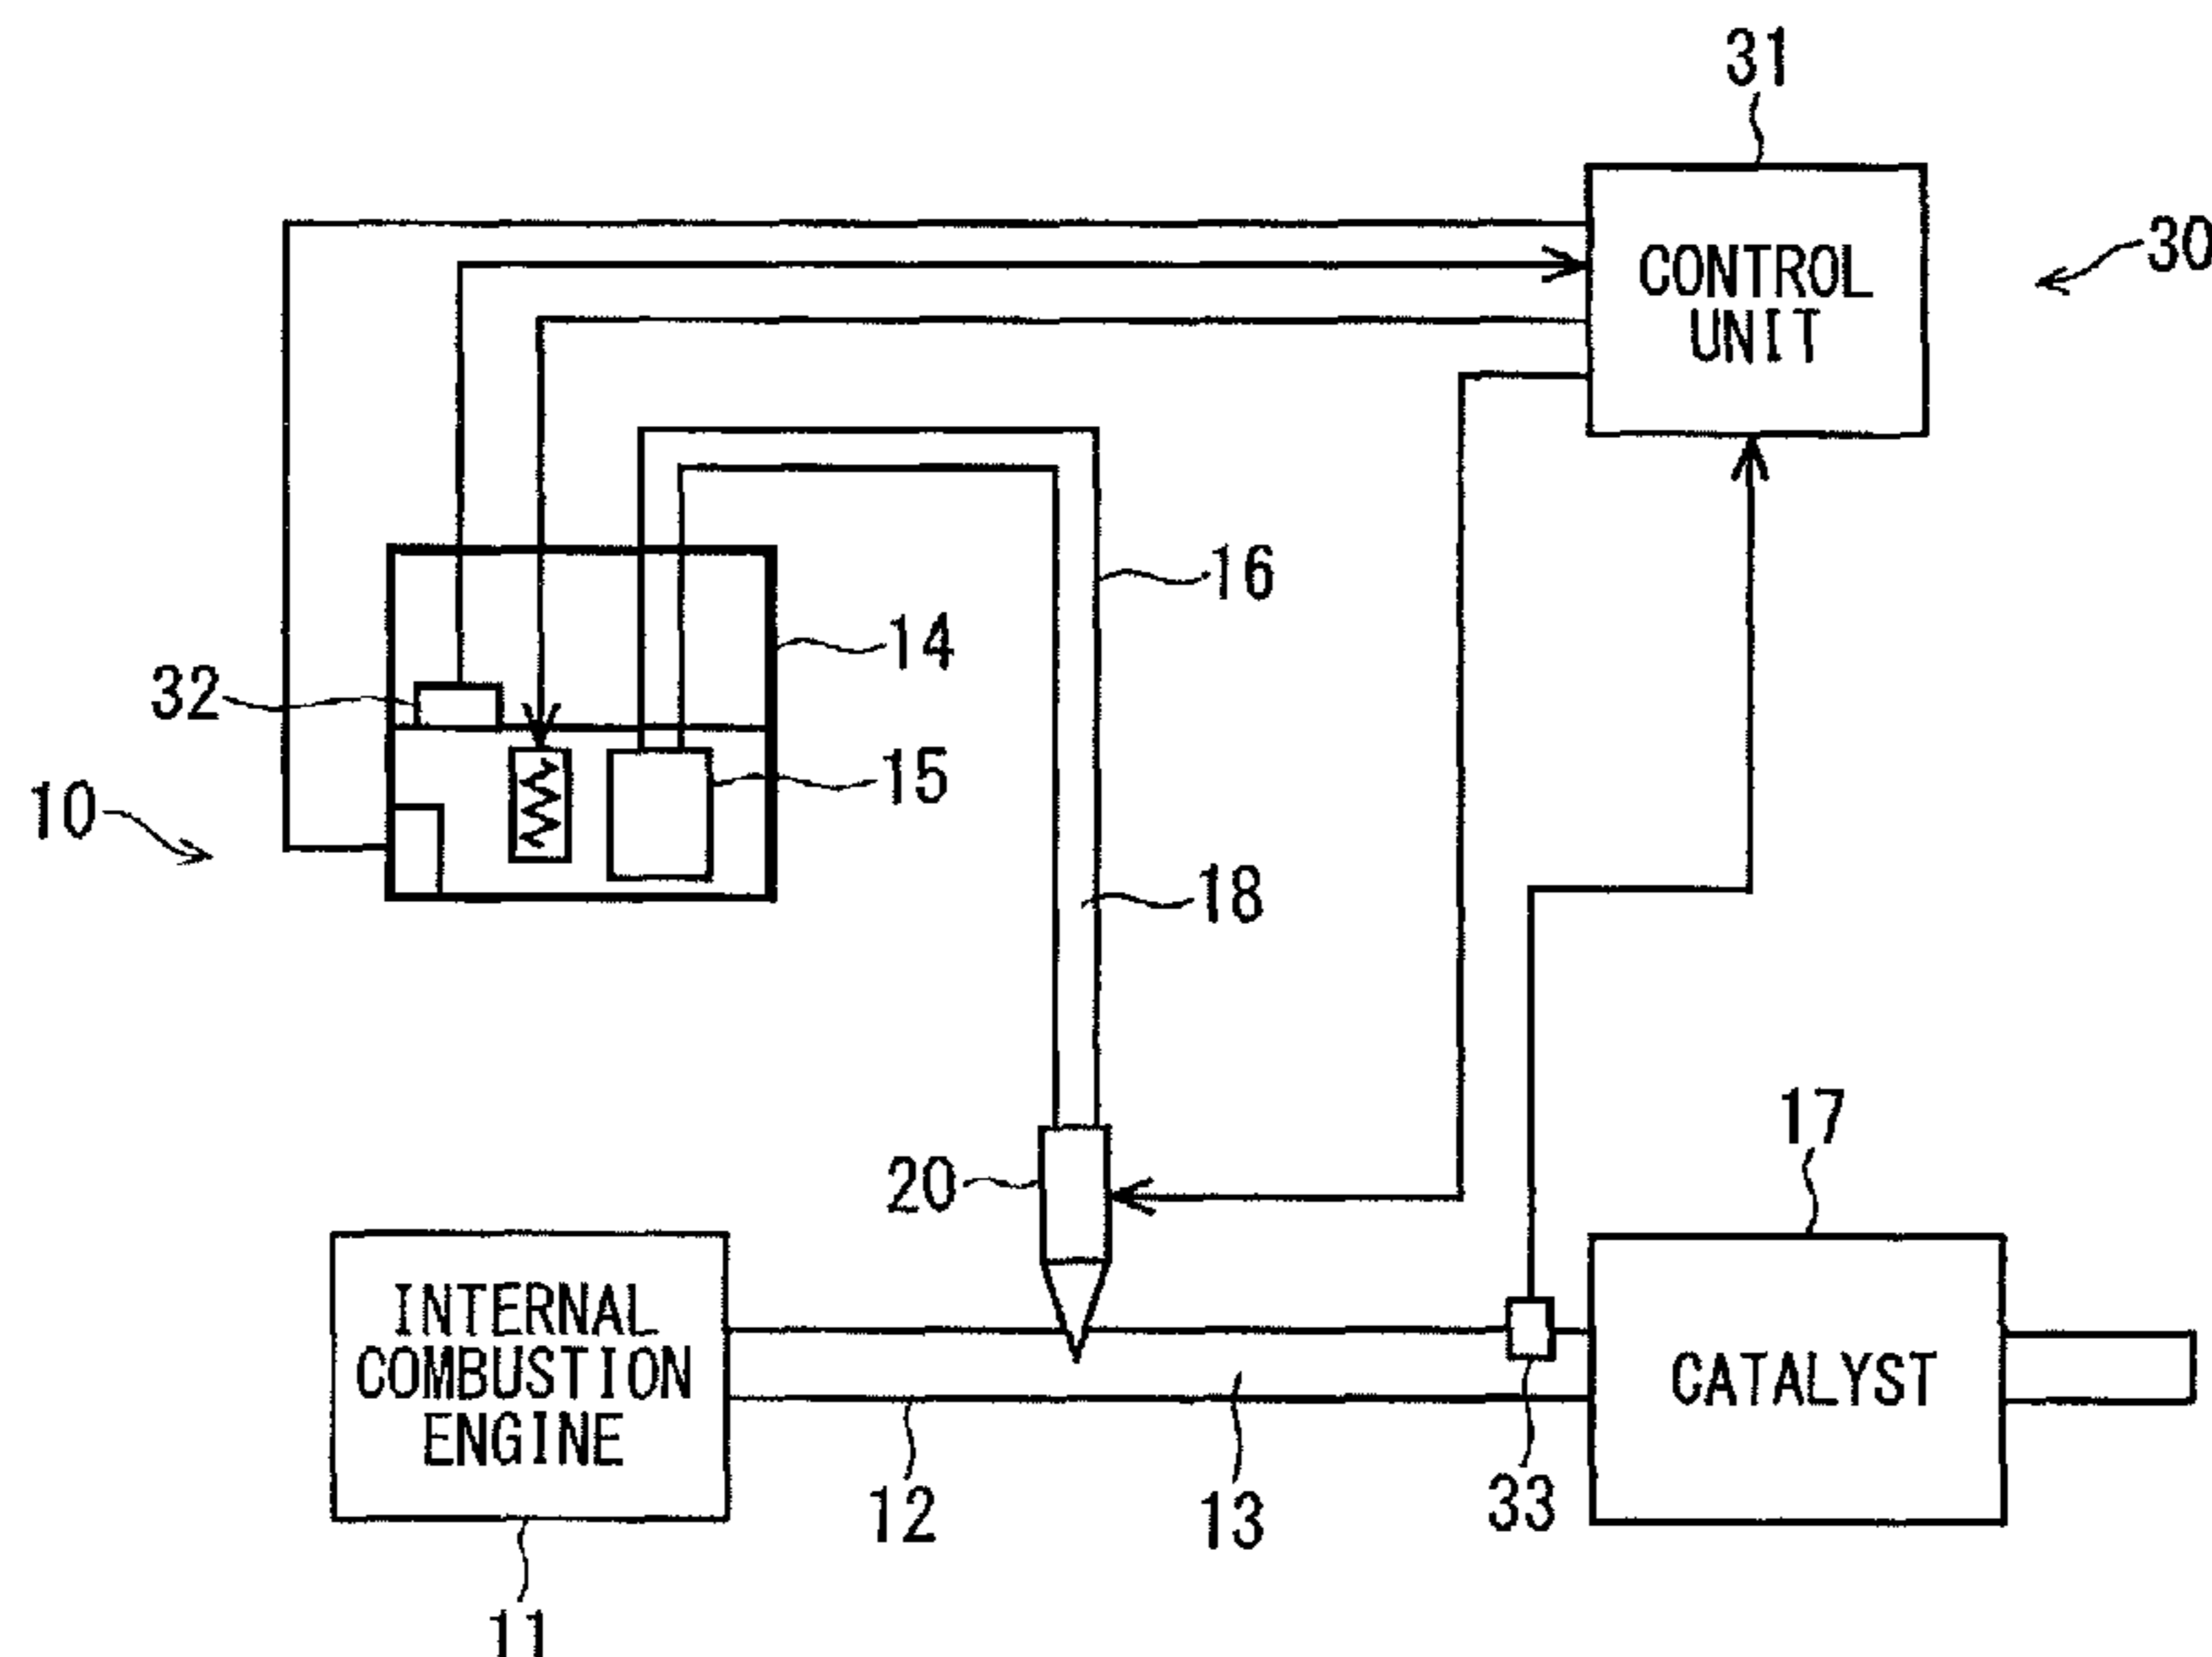 31
CONTROL
UNIT
30
16
14
32
15
10
18
17
20
INTERNAL
COMBUSTION
ENGINE
CATALYST
12
13
33
11